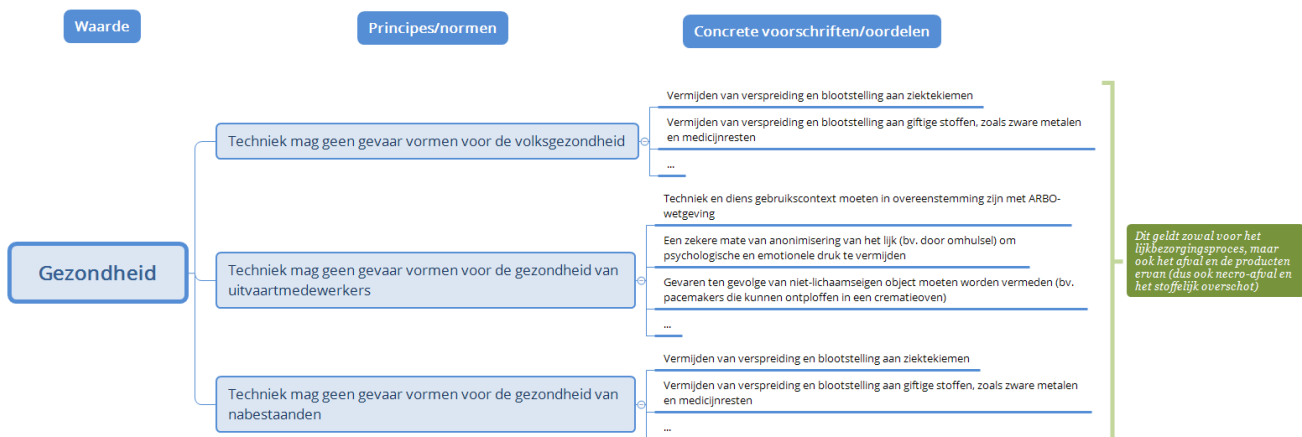 Waarde
Principes/normen
Concrete voorschriften/oordelen
Gezondheid
Techniek mag geen gevaar vormen voor de volksgezondheid
Vermijden van verspreiding en blootstelling aan ziektekiemen
Vermijden van verspreiding en blootstelling aan giftige stoffen, zoals zware metalen
en medicijnresten
...
Techniek mag geen gevaar vormen voor de gezondheid van
uitvaartmedewerkers
Techniek en diens gebruikscontext moeten in overeenstemming zijn met ARBO-
wetgeving
Een zekere mate van anonimisering van het lijk (bv. door omhulsel) om
psychologische en emotionele druk te vermijden
Gevaren ten gevolge van niet-lichaamseigen object moeten worden vermeden (bv.
pacemakers die kunnen ontploffen in een crematieoven)
...
Techniek mag geen gevaar vormen voor de gezondheid van
nabestaanden
Vermijden van verspreiding en blootstelling aan ziektekiemen
Vermijden van verspreiding en blootstelling aan giftige stoffen, zoals zware metalen
en medicijnresten
...
Dit geldt zowal voor het
lijkbezorgingsproces, maar
ook het afval en de producten
ervan (dus ook necro-afval en
het stoffelijk overschot)